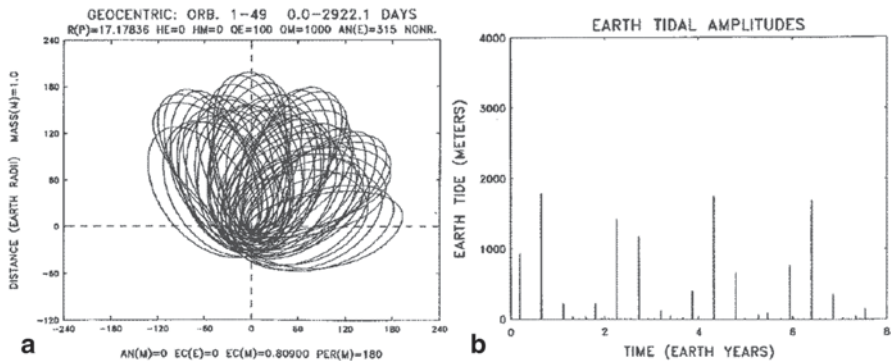 GEOCENTRIC: ORB. 1-49 0.0-2922.1 DAYS
R(P)=17.17836 HE=0 HM=0 QE=100 QM=1000 AN(E)=315 NONR.
DISTANCE (EARTH RADII) MASS(M)=1.0
240
180
120
60
0
-60
-120
-240 -180 -120 -60 0 60 120 180 240
AN(M)=0 EC(E)=0 EC(M)=0.80900 PER(M)=180
a
EARTH TIDAL AMPLITUDES
EARTH TIDE (METERS)
4000
3000
2000
1000
0
0 2 4 6 8
TIME (EARTH YEARS)
b